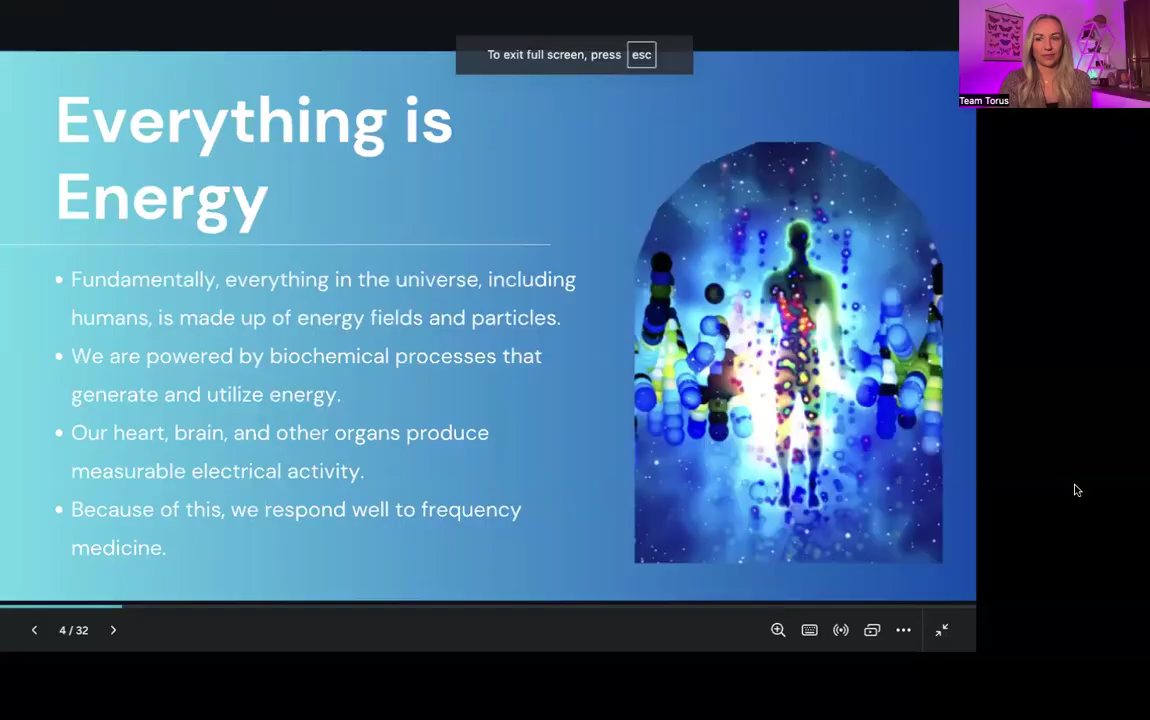 To exit full screen, press esc
Team Torus
Everything is
Energy
• Fundamentally, everything in the universe, including
humans, is made up of energy fields and particles.
• We are powered by biochemical processes that
generate and utilize energy.
• Our heart, brain, and other organs produce
measurable electrical activity.
• Because of this, we respond well to frequency
medicine.
4 / 32